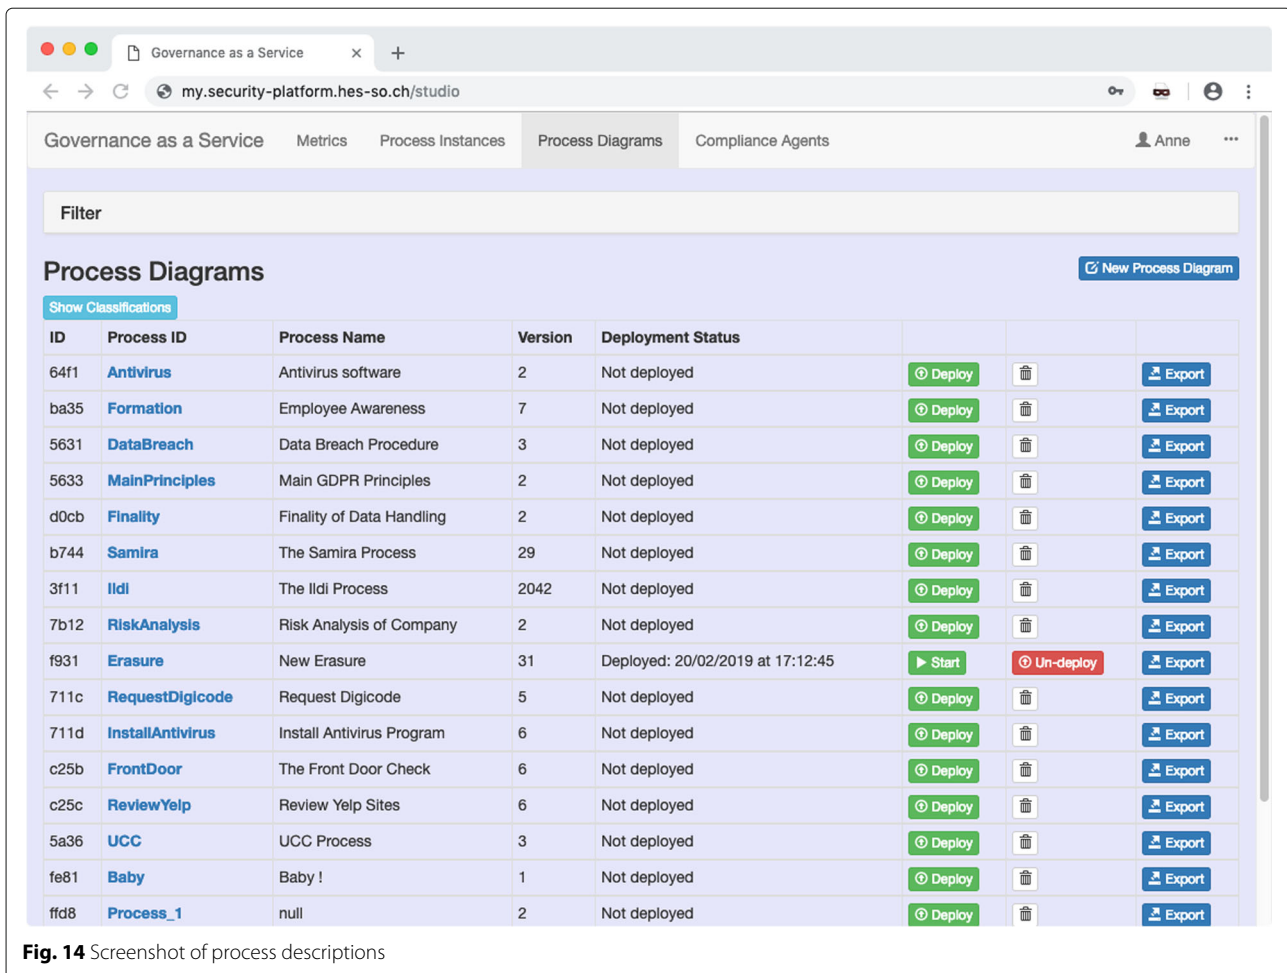 Governance as a Service
my.security-platform.hes-so.ch/studio
Governance as a Service Metrics Process Instances Process Diagrams Compliance Agents Anne
Filter
Process Diagrams New Process Diagram
Show Classifications
ID Process ID Process Name Version Deployment Status
64f1 Antivirus Antivirus software 2 Not deployed Deploy Export
ba35 Formation Employee Awareness 7 Not deployed Deploy Export
5631 DataBreach Data Breach Procedure 3 Not deployed Deploy Export
5633 MainPrinciples Main GDPR Principles 2 Not deployed Deploy Export
d0cb Finality Finality of Data Handling 2 Not deployed Deploy Export
b744 Samira The Samira Process 29 Not deployed Deploy Export
3f11 Ildi The Ildi Process 2042 Not deployed Deploy Export
7b12 RiskAnalysis Risk Analysis of Company 2 Not deployed Deploy Export
f931 Erasure New Erasure 31 Deployed: 20/02/2019 at 17:12:45 Start Un-deploy Export
711c RequestDigicode Request Digicode 5 Not deployed Deploy Export
711d InstallAntivirus Install Antivirus Program 6 Not deployed Deploy Export
c25b FrontDoor The Front Door Check 6 Not deployed Deploy Export
c25c ReviewYelp Review Yelp Sites 6 Not deployed Deploy Export
5a36 UCC UCC Process 3 Not deployed Deploy Export
fe81 Baby Baby ! 1 Not deployed Deploy Export
ffd8 Process_1 null 2 Not deployed Deploy Export
Fig. 14 Screenshot of process descriptions